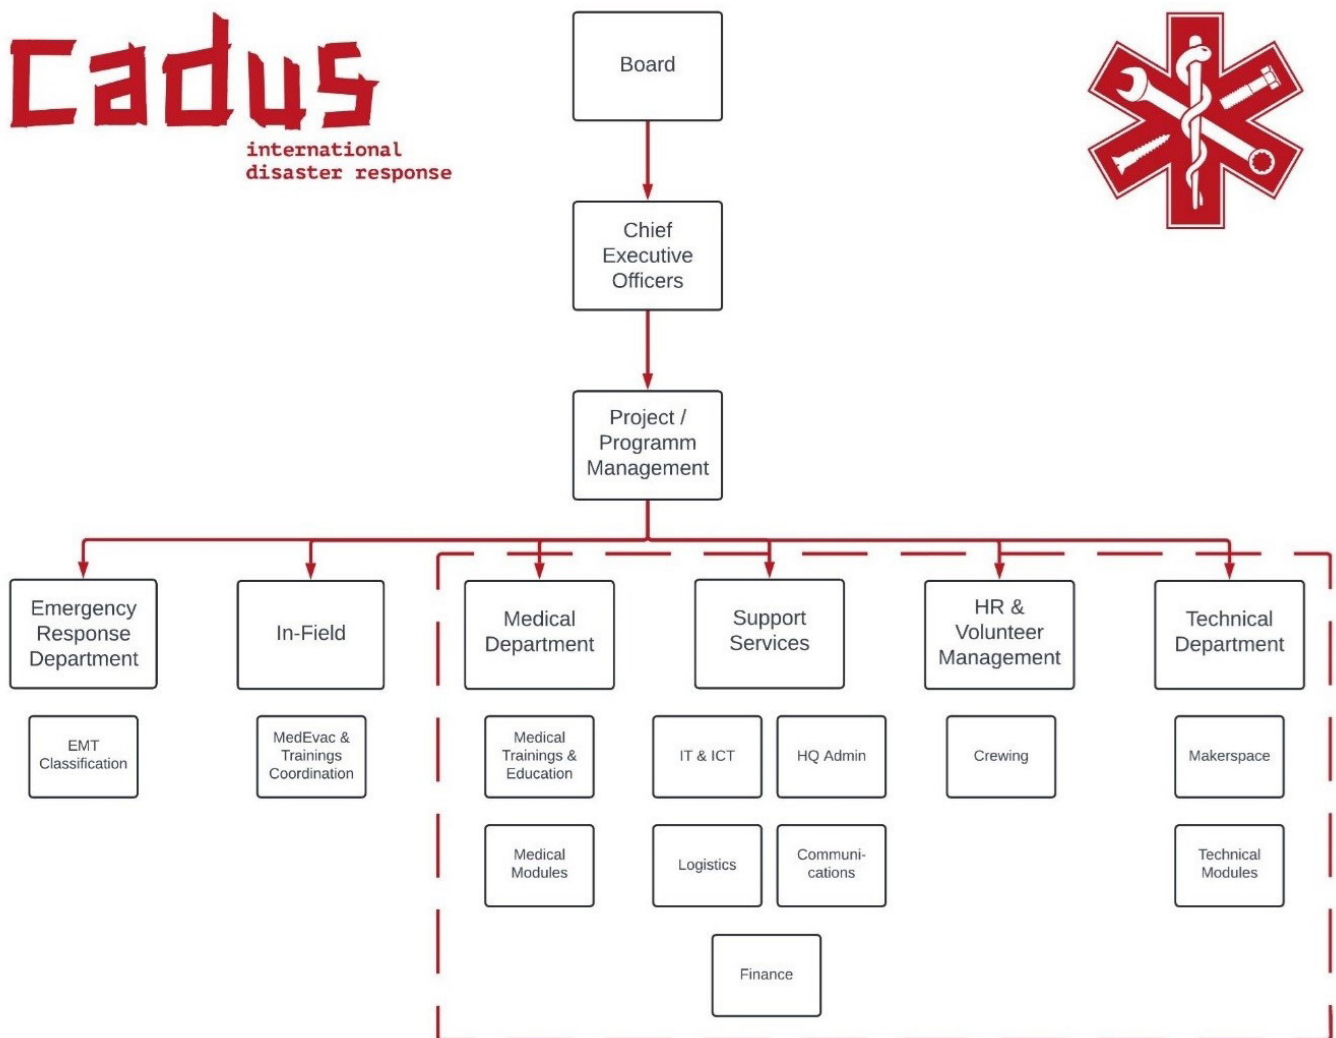 cadus
international
disaster response
Board
Chief
Executive
Officers
Project /
Programm
Management
Emergency
Response
Department
In-Field
Medical
Department
Support
Services
HR &
Volunteer
Management
Technical
Department
EMT
Classification
MedEvac &
Trainings
Coordination
Medical
Trainings &
Education
IT & ICT
HQ Admin
Crewing
Makerspace
Medical
Modules
Logistics
Communi-
cations
Technical
Modules
Finance